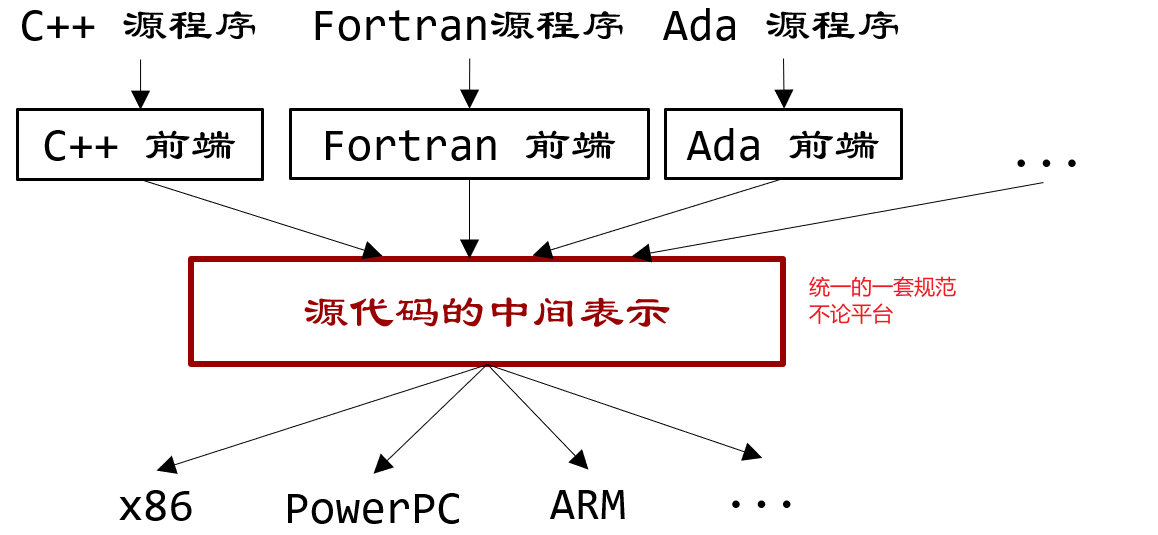 C++ 源程序
Fortran源程序
Ada 源程序
C++ 前端
Fortran 前端
Ada 前端
...
源代码的中间表示
统一的一套规范
不论平台
x86
PowerPC
ARM
...